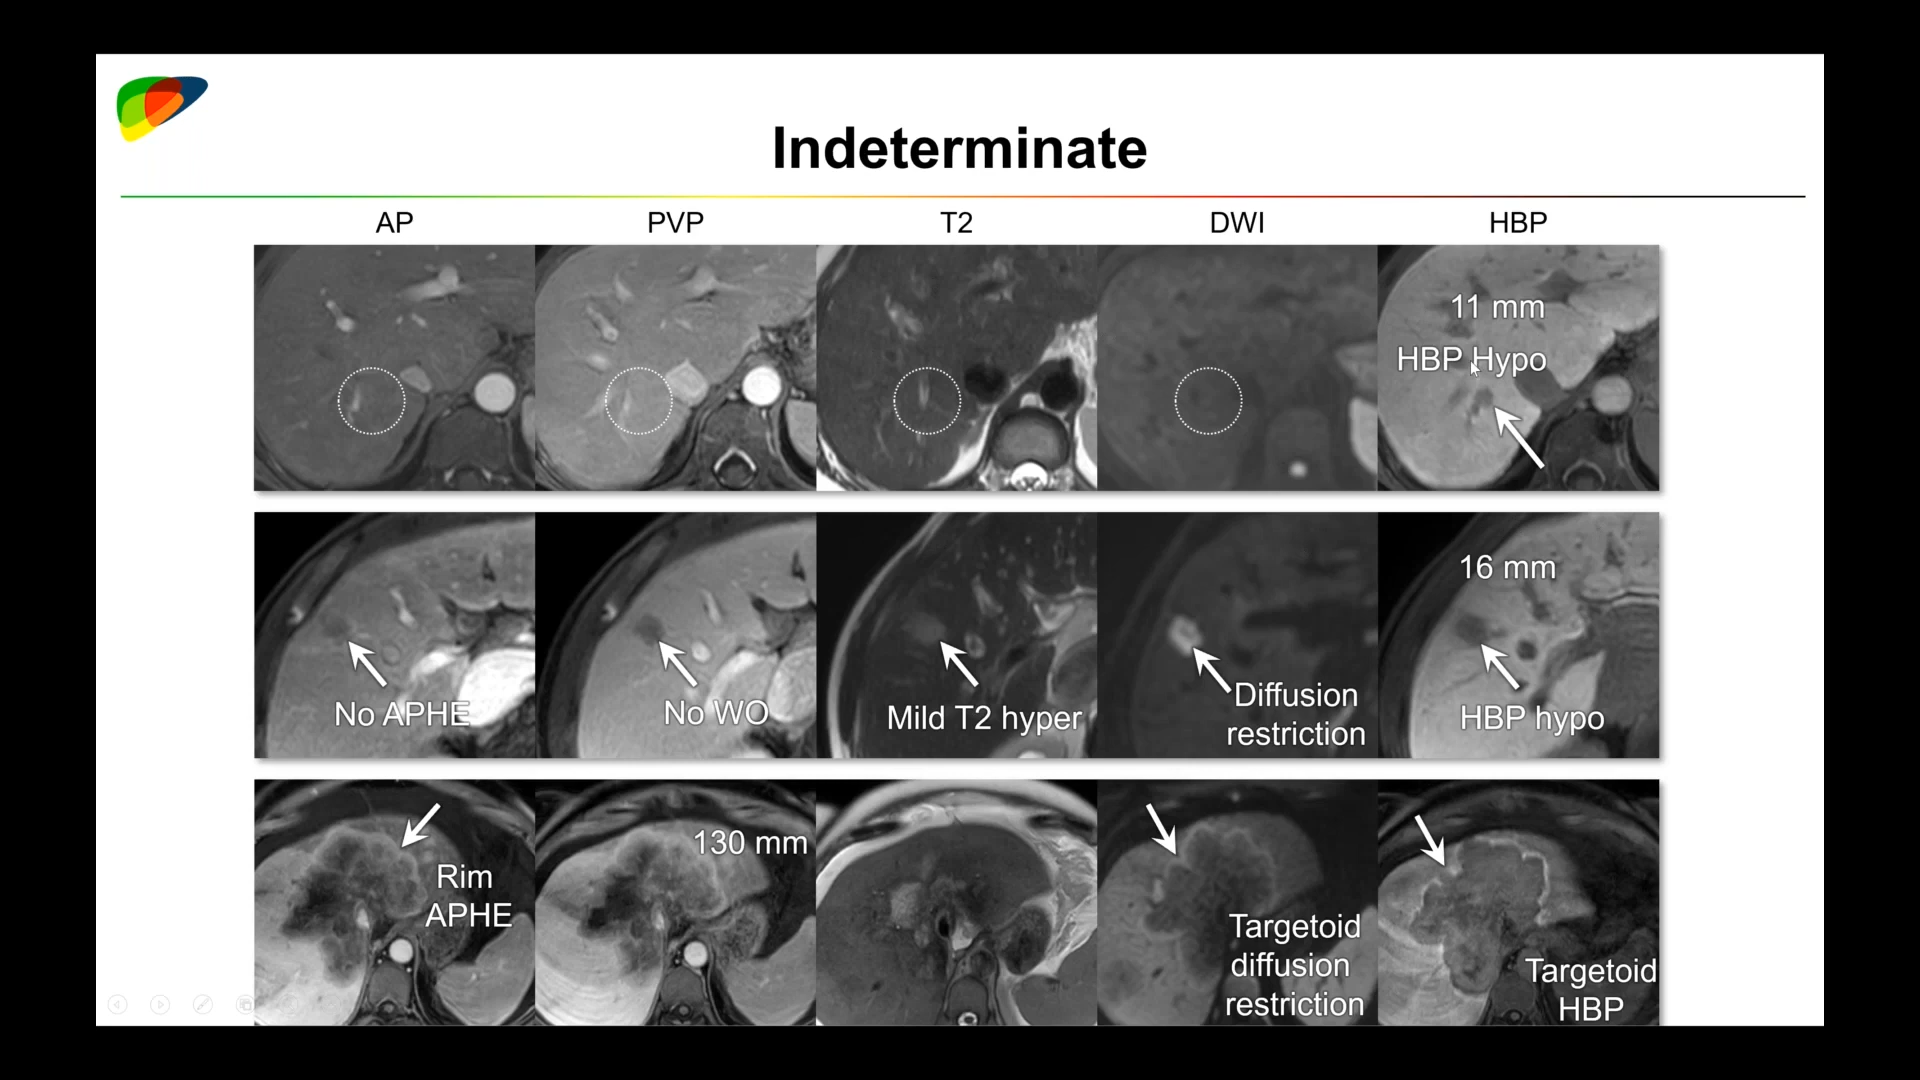 Indeterminate
AP
PVP
T2
DWI
HBP
11 mm
HBP Hypo
No APHE
No WO
Mild T2 hyper
Diffusion
restriction
16 mm
HBP hypo
Rim
APHE
130 mm
Targetoid
diffusion
restriction
Targetoid
HBP